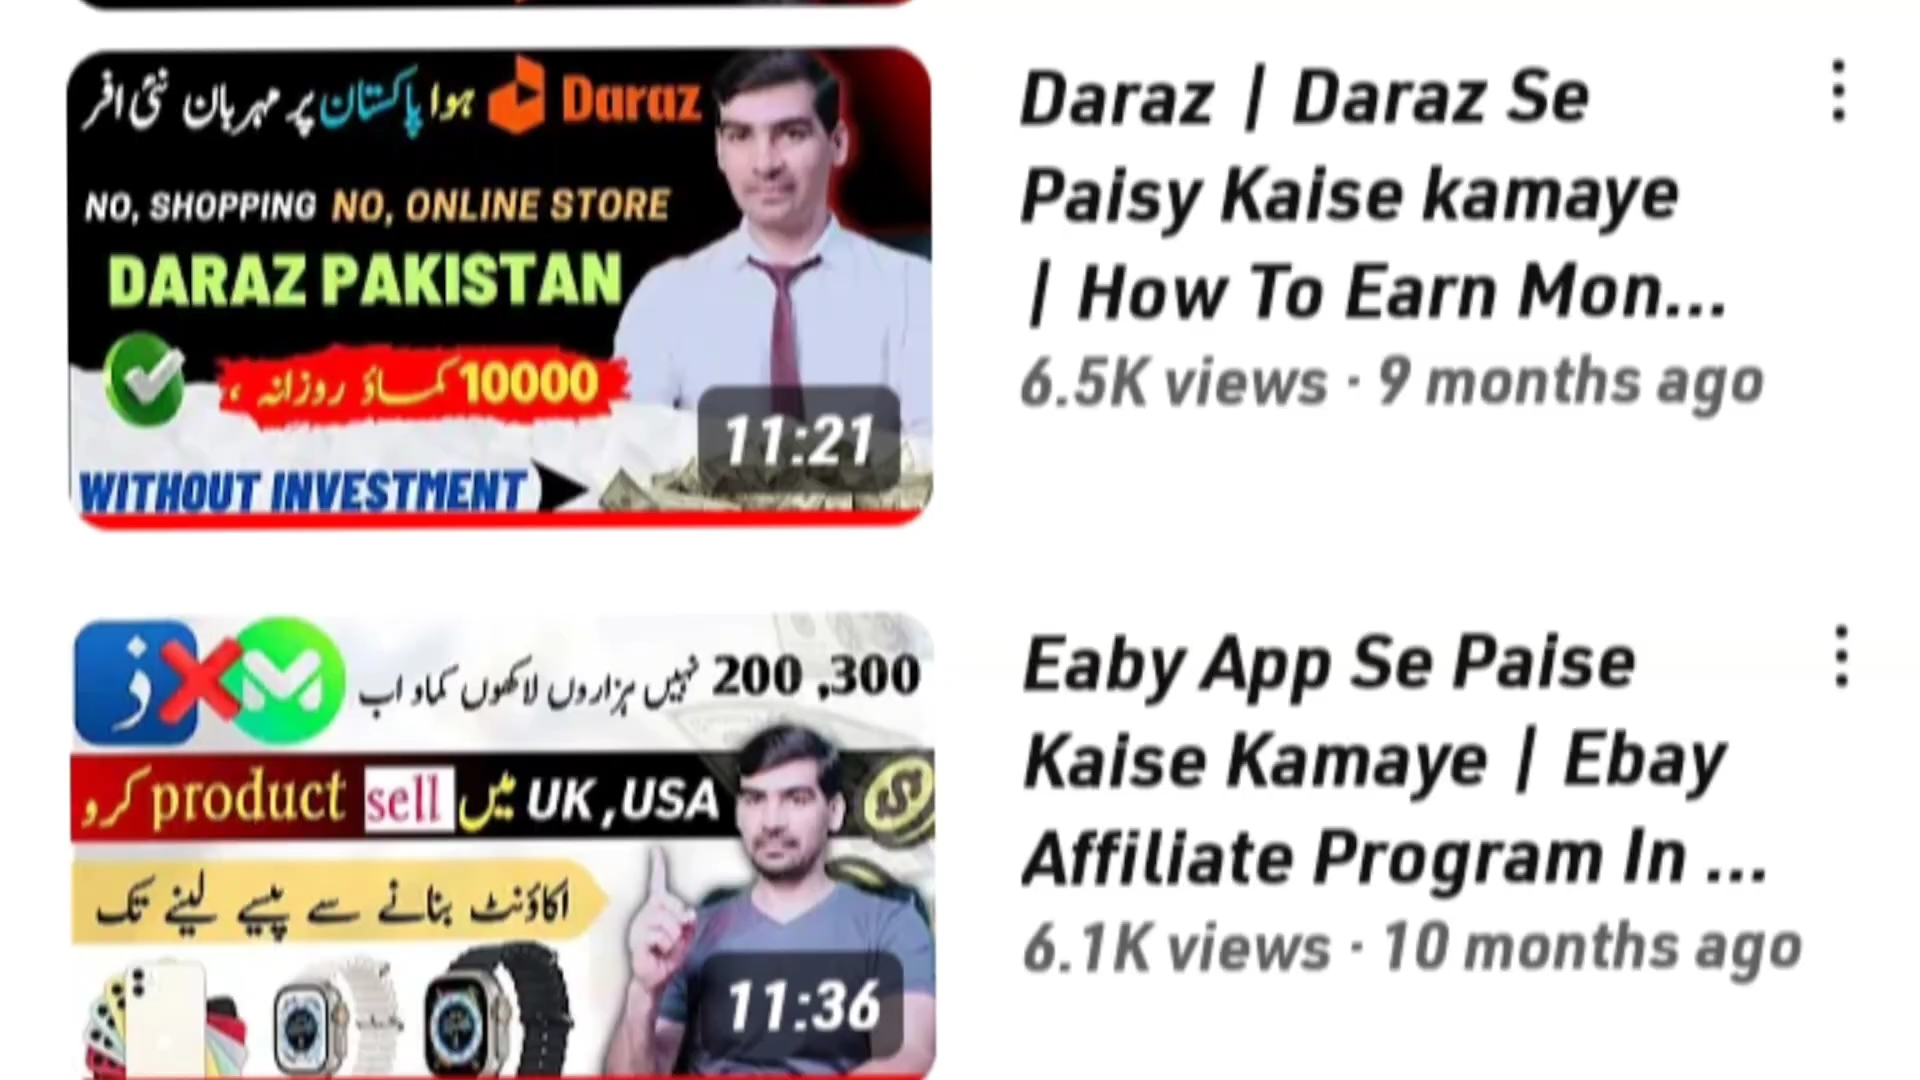 ہوا پاکستان پر مہربان نئی افر
Daraz
NO, SHOPPING NO, ONLINE STORE
DARAZ PAKISTAN
10000 کماؤ روزانہ ،
11:21
WITHOUT INVESTMENT
Daraz | Daraz Se
Paisy Kaise kamaye
| How To Earn Mon...
6.5K views · 9 months ago
ذ
200 ,300 نہیں ہزاروں لاکھوں کماو اب
UK ,USA میں sell product کرو
اکاؤنٹ بنانے سے پیسے لینے تک
11:36
Eaby App Se Paise
Kaise Kamaye | Ebay
Affiliate Program In ...
6.1K views · 10 months ago